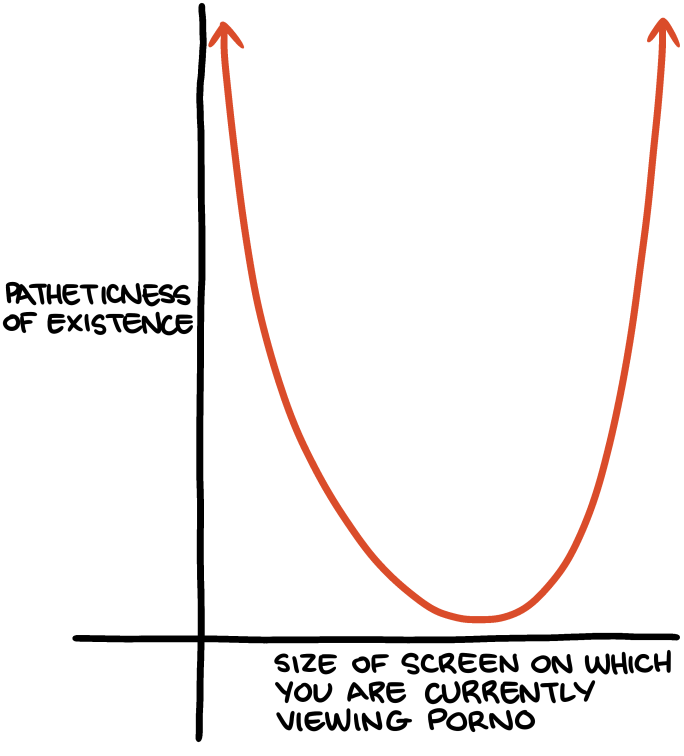 PATHETICNESS
OF EXISTENCE
SIZE OF SCREEN ON WHICH
YOU ARE CURRENTLY
VIEWING PORNO